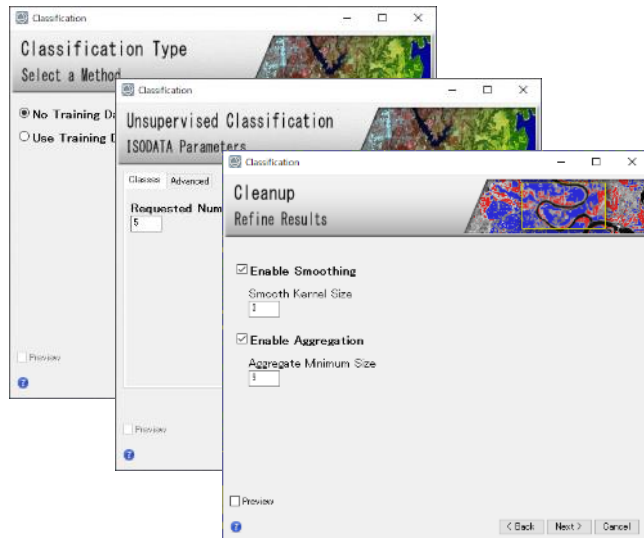 Classification
Classification Type
Select a Method
No Training Da
Use Training D
Preview
Classification
Unsupervised Classification
ISODATA Parameters
Classes Advanced
Requested Num
5
Preview
Classification
Cleanup
Refine Results
Enable Smoothing
Smooth Kernel Size
3
Enable Aggregation
Aggregate Minimum Size
9
Preview
< Back Next > Cancel